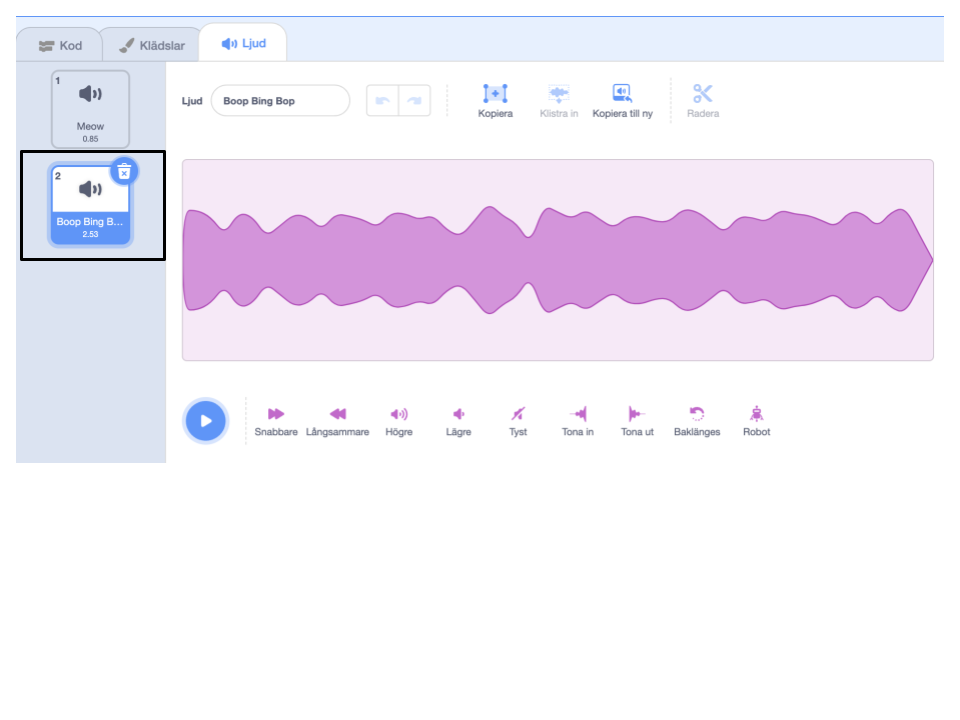 Kod
Klädslar
Ljud
1
Meow
0.85
2
Boop Bing B...
2.53
Ljud
Boop Bing Bop
Kopiera
Klistra in
Kopiera till ny
Radera
Snabbare
Långsammare
Högre
Lägre
Tyst
Tona in
Tona ut
Baklänges
Robot